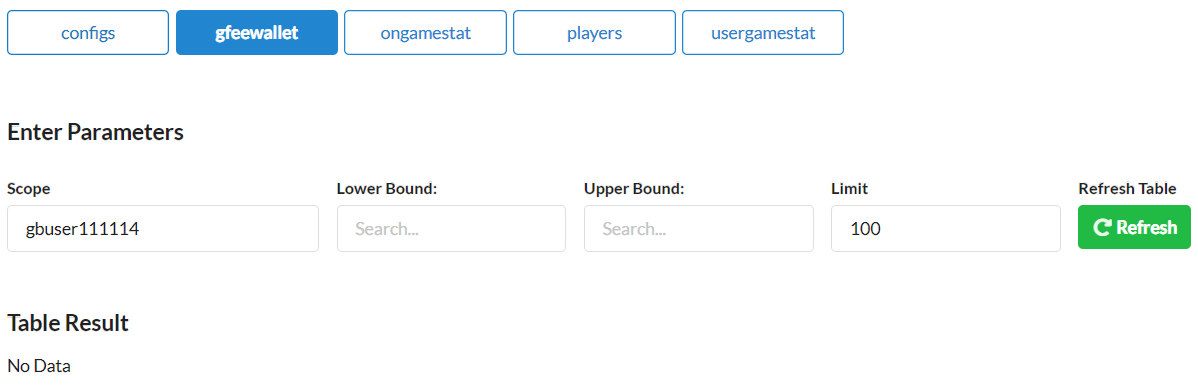 configs gfeewallet ongamestat players usergamestat
Enter Parameters
Scope Lower Bound: Upper Bound: Limit Refresh Table
gbuser111114 Search... Search... 100 Refresh
Table Result
No Data